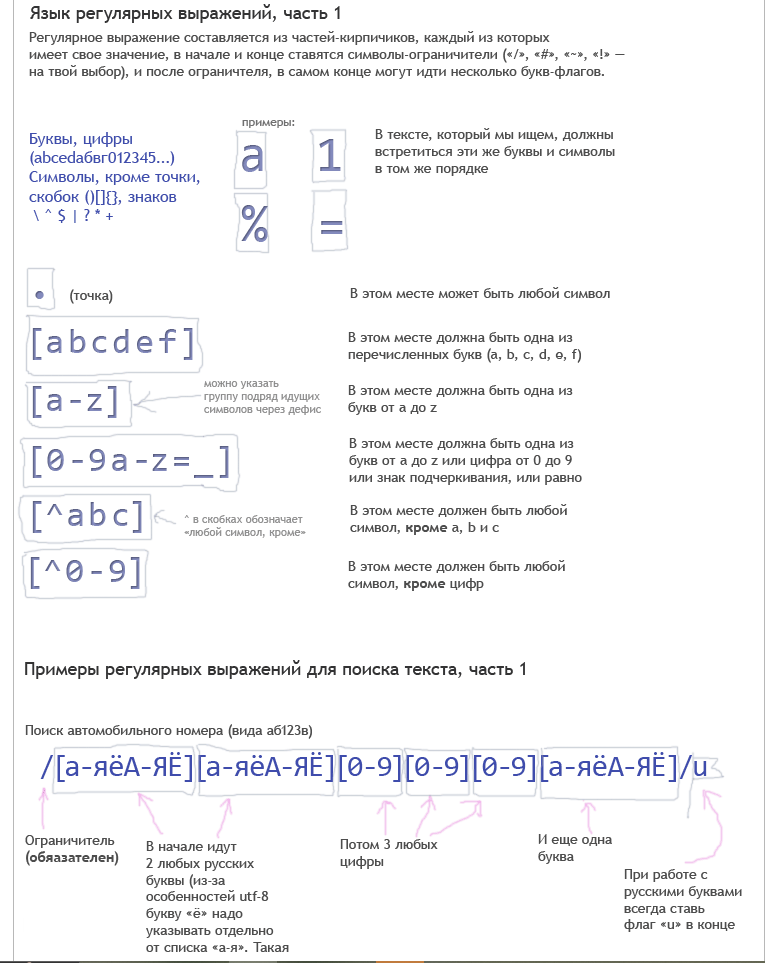 Язык регулярных выражений, часть 1
Регулярное выражение составляется из частей-кирпичиков, каждый из которых
имеет свое значение, в начале и конце ставятся символы-ограничители («/», «#», «~», «!» —
на твой выбор), и после ограничтеля, в самом конце могут идти несколько букв-флагов.
примеры:
Буквы, цифры
(abcedабвг012345...)
Символы, кроме точки,
скобок ()[]{}, знаков
\ ^ $ | ? * +
a 1
% =
В тексте, который мы ищем, должны
встретиться эти же буквы и символы
в том же порядке
.
(точка)
В этом месте может быть любой символ
[abcdef]
В этом месте должна быть одна из
перечисленных букв (a, b, c, d, e, f)
[a-z]
можно указать
группу подряд идущих
символов через дефис
В этом месте должна быть одна из
букв от a до z
[0-9a-z=_]
В этом месте должна быть одна из
букв от a до z или цифра от 0 до 9
или знак подчеркивания, или равно
[^abc]
^ в скобках обозначает
«любой символ, кроме»
В этом месте должен быть любой
символ, кроме a, b и c
[^0-9]
В этом месте должен быть любой
символ, кроме цифр
Примеры регулярных выражений для поиска текста, часть 1
Поиск автомобильного номера (вида аб123в)
/[а-яёА-ЯЁ][а-яёА-ЯЁ][0-9][0-9][0-9][а-яёА-ЯЁ]/u
Ограничитель
(обяазателен)
В начале идут
2 любых русских
буквы (из-за
особенностей utf-8
букву «ё» надо
указывать отдельно
от списка «а-я». Такая
Потом 3 любых
цифры
И еще одна
буква
При работе с
русскими буквами
всегда ставь
флаг «u» в конце